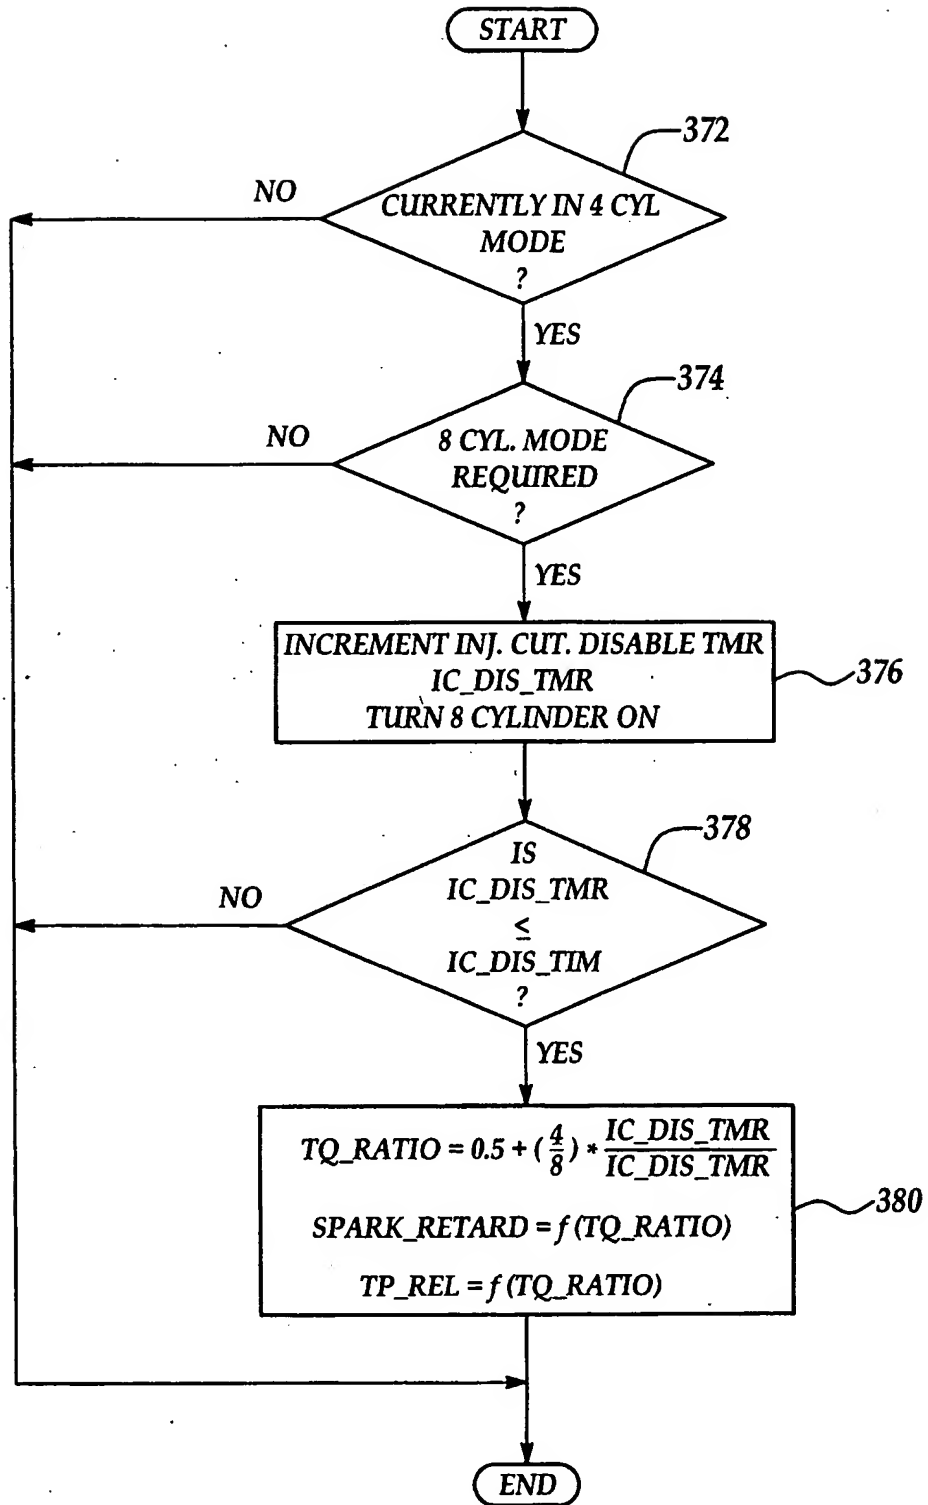 START
372
CURRENTLY IN 4 CYL
MODE
?
NO
YES
374
8 CYL. MODE
REQUIRED
?
NO
YES
INCREMENT INJ. CUT. DISABLE TMR
IC_DIS_TMR
TURN 8 CYLINDER ON
376
378
IS
IC_DIS_TMR
≤
IC_DIS_TIM
?
NO
YES
TQ_RATIO = 0.5 + (4/8) * IC_DIS_TMR/IC_DIS_TMR
SPARK_RETARD = f (TQ_RATIO)
TP_REL = f (TQ_RATIO)
380
END